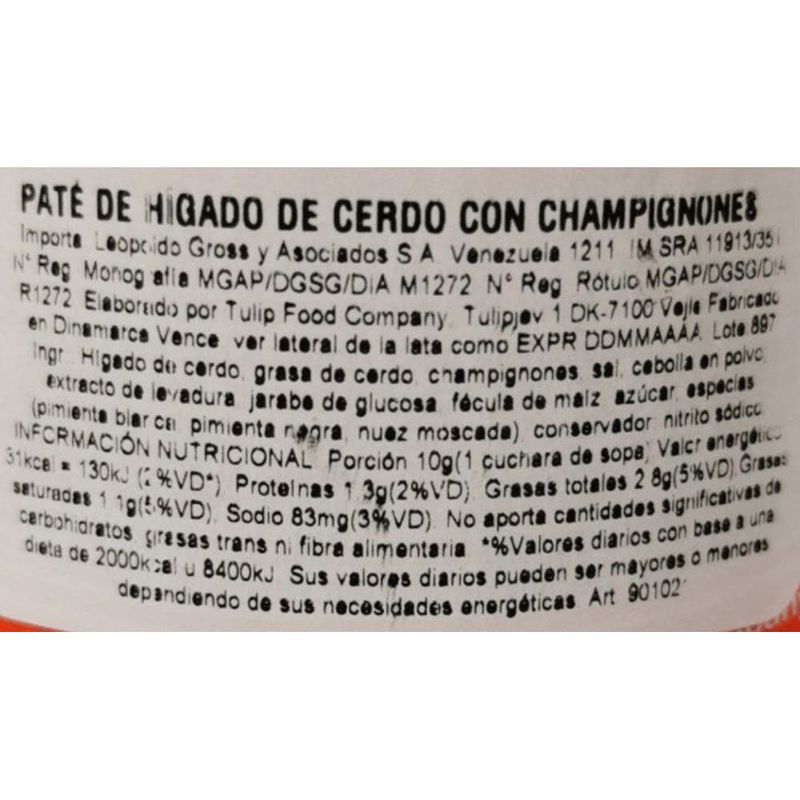 PATÉ DE HÍGADO DE CERDO CON CHAMPIGNONES
Importa Leopoldo Gross y Asociados S A Venezuela 1211 IM SRA 11913/35
N° Reg Monografía MGAP/DGSG/DIA M1272 N° Reg Rótulo MGAP/DGSG/DIA
R1272 Elaborado por Tulip Food Company, Tulipjev 1 DK-7100 Vejle Fabricado
en Dinamarca Vence ver lateral de la lata como EXPR DDMMAAAA Lote 897
Ingr. Hígado de cerdo, grasa de cerdo, champignones, sal, cebolla en polvo,
extracto de levadura, jarabe de glucosa, fécula de maíz, azúcar, especias
(pimienta blanca, pimienta negra, nuez moscada), conservador nitrito sódico
INFORMACIÓN NUTRICIONAL Porción 10g(1 cuchara de sopa) Valor energético
31kcal = 130kJ (2%VD*) Proteínas 1 3g(2%VD) Grasas totales 2 8g(5%VD) Grasas
saturadas 1 1g(5%VD) Sodio 83mg(3%VD). No aporta cantidades significativas de
carbohidratos, grasas trans ni fibra alimentaria *%Valores diarios con base a una
dieta de 2000kcal u 8400kJ Sus valores diarios pueden ser mayores o menores
dependiendo de sus necesidades energéticas Art 90102